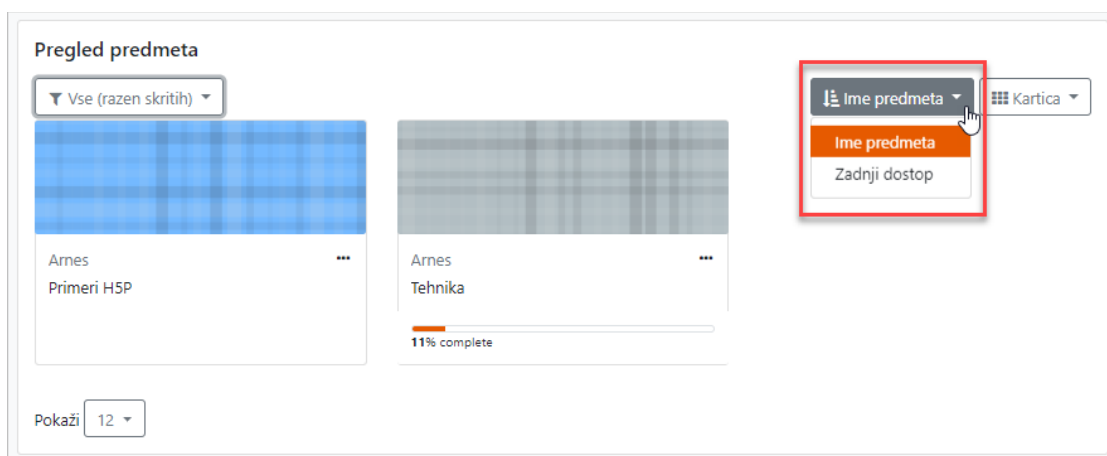 Pregled predmeta
Vse (razen skritih)
Ime predmeta
Kartica
Ime predmeta
Zadnji dostop
Arnes
Primeri H5P
Arnes
Tehnika
11% complete
Pokaži 12